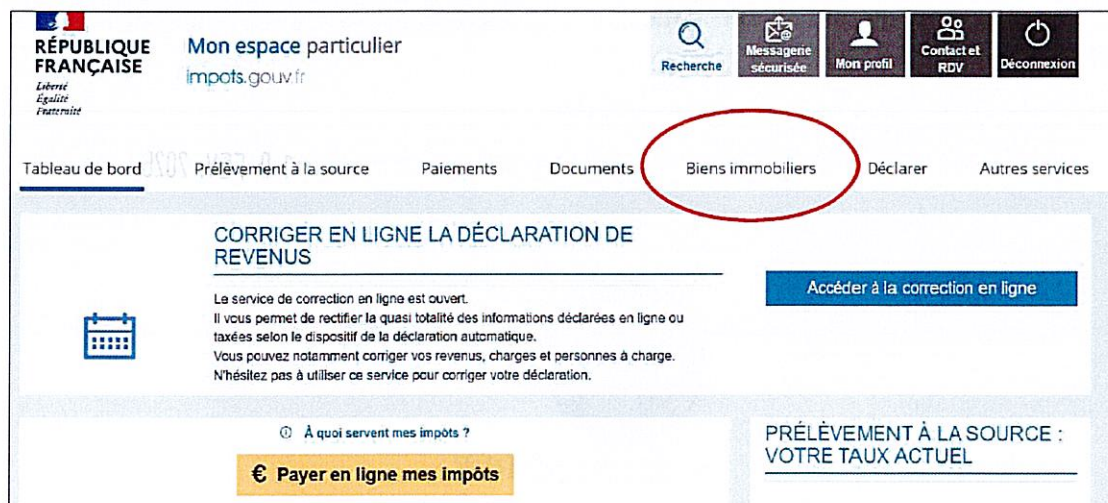 RÉPUBLIQUE
FRANÇAISE
Liberté
Égalité
Fraternité
Mon espace particulier
impots.gouv.fr
Recherche
Messagerie
sécurisée
Mon profil
Contact et
RDV
Déconnexion
Tableau de bord
Prélèvement à la source
Paiements
Documents
Biens immobiliers
Déclarer
Autres services
CORRIGER EN LIGNE LA DÉCLARATION DE
REVENUS
Le service de correction en ligne est ouvert.
Il vous permet de rectifier la quasi totalité des informations déclarées en ligne ou
taxées selon le dispositif de la déclaration automatique.
Vous pouvez notamment corriger vos revenus, charges et personnes à charge.
N'hésitez pas à utiliser ce service pour corriger votre déclaration.
Accéder à la correction en ligne
À quoi servent mes impôts ?
€ Payer en ligne mes impôts
PRÉLÈVEMENT À LA SOURCE :
VOTRE TAUX ACTUEL